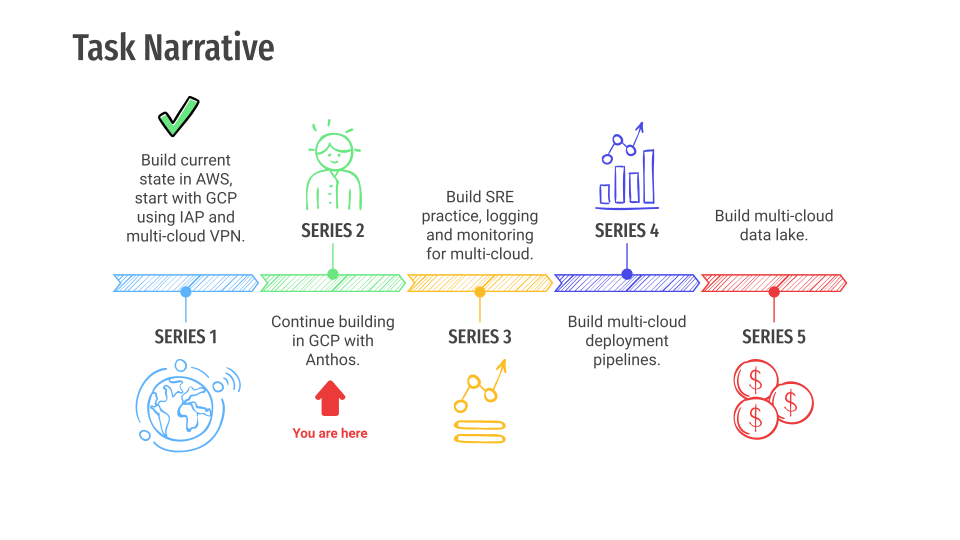 Task Narrative
Build current
state in AWS,
start with GCP
using IAP and
multi-cloud VPN.
SERIES 1
SERIES 2
Continue building
in GCP with
Anthos.
You are here
Build SRE
practice, logging
and monitoring
for multi-cloud.
SERIES 3
SERIES 4
Build multi-cloud
deployment
pipelines.
Build multi-cloud
data lake.
SERIES 5
$
$
$